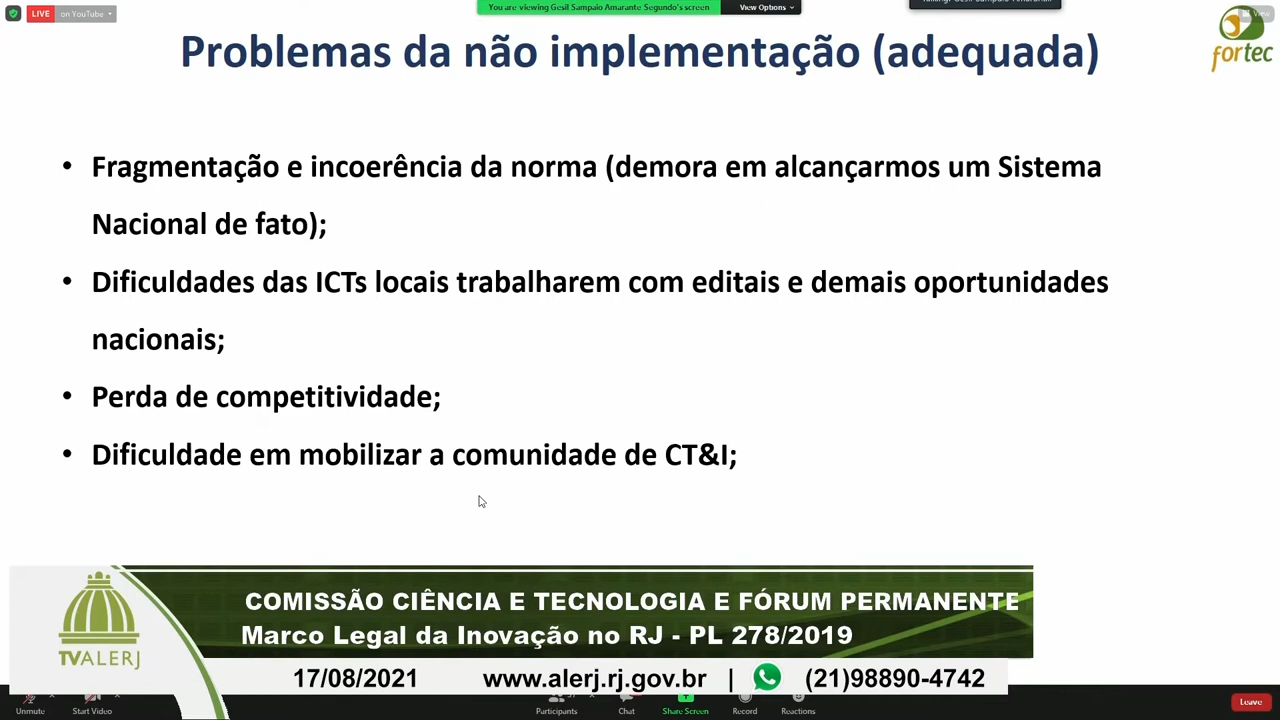 LIVE on YouTube
You are viewing Gesil Sampaio Amarante Segundo's screen
View Options
View
fortec
Problemas da não implementação (adequada)
• Fragmentação e incoerência da norma (demora em alcançarmos um Sistema
Nacional de fato);
• Dificuldades das ICTs locais trabalharem com editais e demais oportunidades
nacionais;
• Perda de competitividade;
• Dificuldade em mobilizar a comunidade de CT&I;
TVALERJ
COMISSÃO CIÊNCIA E TECNOLOGIA E FÓRUM PERMANENTE
Marco Legal da Inovação no RJ - PL 278/2019
17/08/2021 www.alerj.rj.gov.br | (21)98890-4742
Unmute Start Video Participants Chat Share Screen Record Reactions Leave